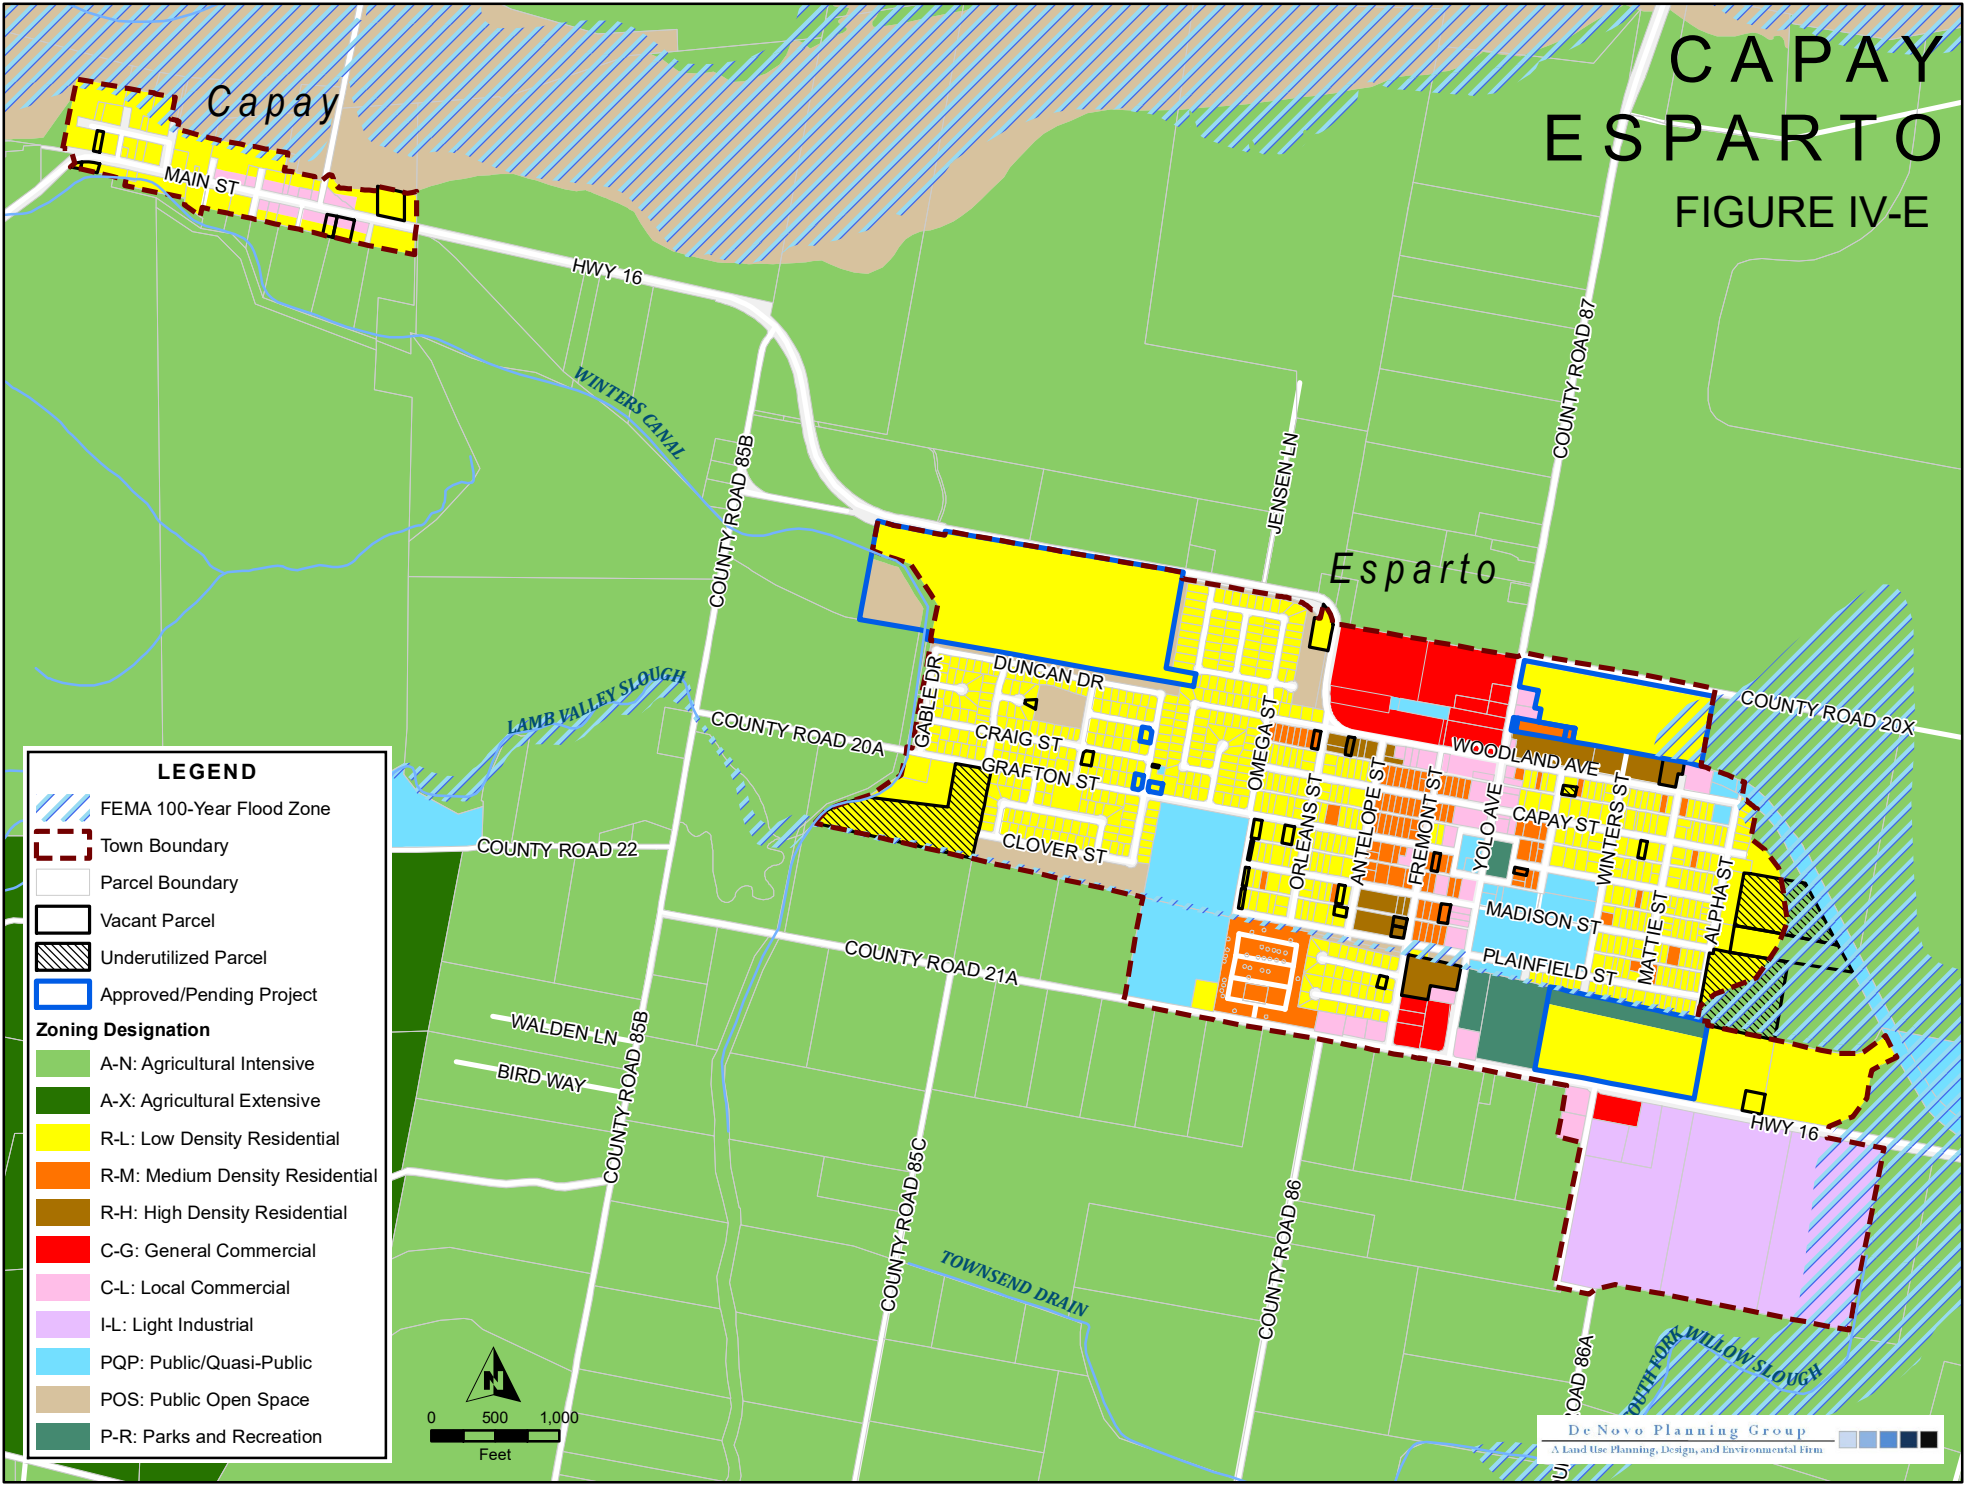 CAPAY
ESPARTO
FIGURE IV-E
Capay
MAIN ST
HWY 16
WINTERS CANAL
COUNTY ROAD 85B
JENSEN LN
COUNTY ROAD 87
Esparto
LAMB VALLEY SLOUGH
COUNTY ROAD 20A
GABLE DR
DUNCAN DR
CRAIG ST
GRAFTON ST
CLOVER ST
OMEGA ST
ORLEANS ST
ANTELOPE ST
FREMONT ST
YOLO AVE
WOODLAND AVE
CAPAY ST
WINTERS ST
MADISON ST
PLAINFIELD ST
MATTIE ST
ALPHA ST
COUNTY ROAD 20X
COUNTY ROAD 22
COUNTY ROAD 21A
WALDEN LN
BIRD WAY
COUNTY ROAD 85B
COUNTY ROAD 85C
COUNTY ROAD 86
HWY 16
TOWNSEND DRAIN
ROAD 86A
OUTH FORK WILLOW SLOUGH
LEGEND
FEMA 100-Year Flood Zone
Town Boundary
Parcel Boundary
Vacant Parcel
Underutilized Parcel
Approved/Pending Project
Zoning Designation
A-N: Agricultural Intensive
A-X: Agricultural Extensive
R-L: Low Density Residential
R-M: Medium Density Residential
R-H: High Density Residential
C-G: General Commercial
C-L: Local Commercial
I-L: Light Industrial
PQP: Public/Quasi-Public
POS: Public Open Space
P-R: Parks and Recreation
N
0 500 1,000
Feet
De Novo Planning Group
A Land Use Planning, Design, and Environmental Firm